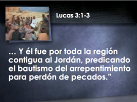 Lucas 3:1-3
... Y él fue por toda la región
contigua al Jordán, predicando
el bautismo del arrepentimiento
para perdón de pecados."